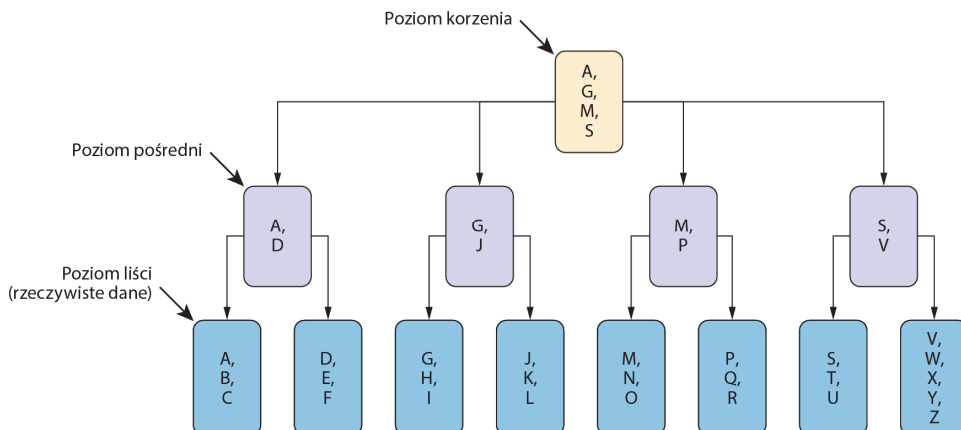 Poziom korzenia
A,
G,
M,
S
Poziom pośredni
A,
D
G,
J
M,
P
S,
V
Poziom liści
(rzeczywiste dane)
A,
B,
C
D,
E,
F
G,
H,
I
J,
K,
L
M,
N,
O
P,
Q,
R
S,
T,
U
V,
W,
X,
Y,
Z